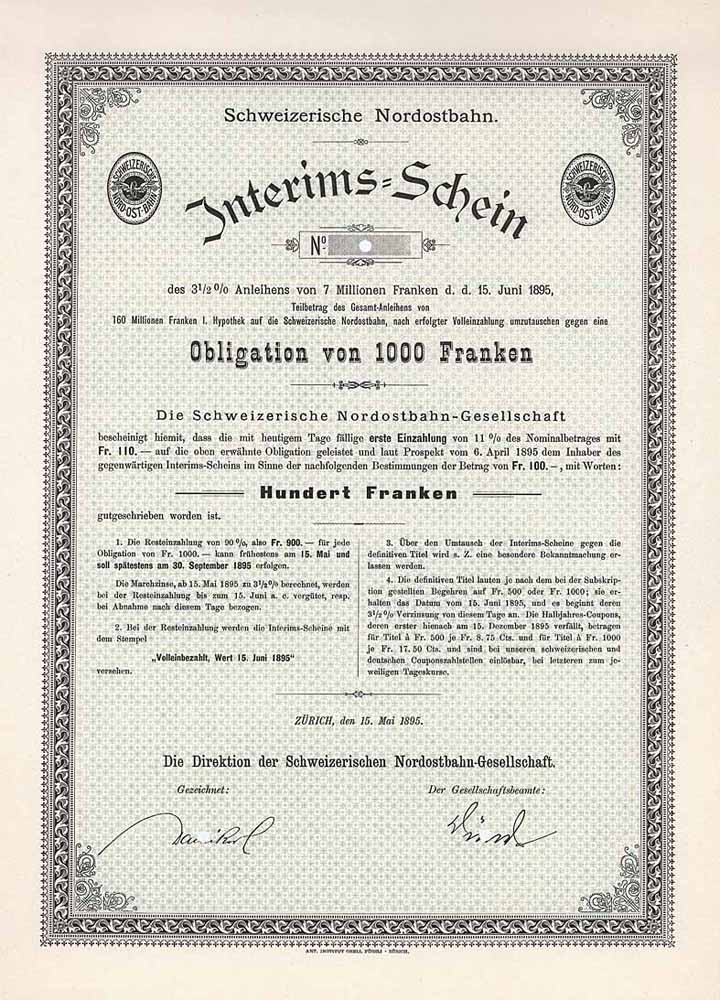 Schweizerische Nordostbahn.
SCHWEIZERISCHE
NORD-OST-BAHN
Interims=Schein
SCHWEIZERISCHE
NORD-OST-BAHN
No
des 3 1/2 % Anleihens von 7 Millionen Franken d. d. 15. Juni 1895,
Teilbetrag des Gesamt-Anleihens von
160 Millionen Franken I. Hypothek auf die Schweizerische Nordostbahn, nach erfolgter Volleinzahlung umzutauschen gegen eine
Obligation von 1000 Franken
Die Schweizerische Nordostbahn-Gesellschaft
bescheinigt hiemit, dass die mit heutigem Tage fällige erste Einzahlung von 11 % des Nominalbetrages mit
Fr. 110.— auf die oben erwähnte Obligation geleistet und laut Prospekt vom 6. April 1895 dem Inhaber des
gegenwärtigen Interims-Scheins im Sinne der nachfolgenden Bestimmungen der Betrag von Fr. 100.–, mit Worten:
Hundert Franken
gutgeschrieben worden ist.
1. Die Resteinzahlung von 90 %, also Fr. 900.— für jede
Obligation von Fr. 1000.— kann frühestens am 15. Mai und
soll spätestens am 30. September 1895 erfolgen.
Die Marchzinse, ab 15. Mai 1895 zu 3 1/2 % berechnet, werden
bei der Resteinzahlung bis zum 15. Juni a. c. vergütet, resp.
bei Abnahme nach diesem Tage bezogen.
2. Bei der Resteinzahlung werden die Interims-Scheine mit
dem Stempel
„Volleinbezahlt, Wert 15. Juni 1895"
versehen.
3. Über den Umtausch der Interims-Scheine gegen die
definitiven Titel wird s. Z. eine besondere Bekanntmachung er-
lassen werden.
4. Die definitiven Titel lauten je nach dem bei der Subskrip-
tion gestellten Begehren auf Fr. 500 oder Fr. 1000; sie er-
halten das Datum vom 15. Juni 1895, und es beginnt deren
3 1/2 % Verzinsung von diesem Tage an. Die Halbjahres-Coupons,
deren erster hienach am 15. Dezember 1895 verfällt, betragen
für Titel à Fr. 500 je Fr. 8. 75 Cts. und für Titel à Fr. 1000
je Fr. 17. 50 Cts. und sind bei unseren schweizerischen und
deutschen Couponszahlstellen einlösbar, bei letzteren zum je-
weiligen Tageskurse.
ZÜRICH, den 15. Mai 1895.
Die Direktion der Schweizerischen Nordostbahn-Gesellschaft.
Gezeichnet:
Der Gesellschaftsbeamte:
ART. INSTITUT ORELL FÜSSLI - ZÜRICH.